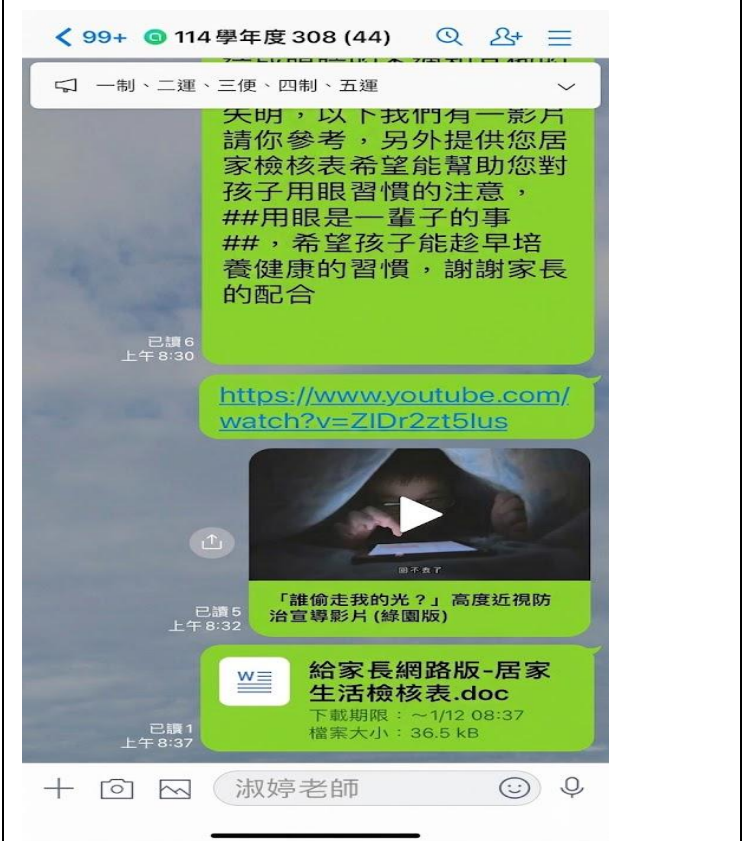 99+ 114學年度308 (44)
一制、二運、三便、四制、五運
失明，以下我們有一影片
請你參考，另外提供您居
家檢核表希望能幫助您對
孩子用眼習慣的注意，
##用眼是一輩子的事
##，希望孩子能趁早培
養健康的習慣，謝謝家長
的配合
已讀6
上午8:30
https://www.youtube.com/
watch?v=ZIDr2zt5lus
「誰偷走我的光？」高度近視防
治宣導影片(綠園版)
已讀5
上午8:32
W
給家長網路版-居家
生活檢核表.doc
下載期限：～1/12 08:37
檔案大小：36.5 kB
已讀1
上午8:37
淑婷老師